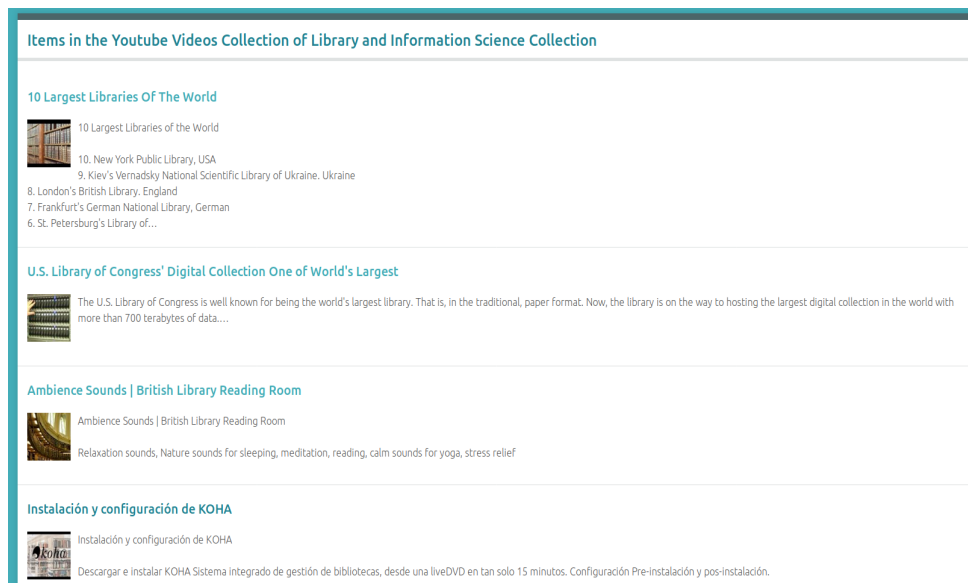 Items in the Youtube Videos Collection of Library and Information Science Collection
10 Largest Libraries Of The World
10 Largest Libraries of the World
10. New York Public Library, USA
9. Kiev's Vernadsky National Scientific Library of Ukraine. Ukraine
8. London's British Library. England
7. Frankfurt's German National Library, German
6. St. Petersburg's Library of...
U.S. Library of Congress' Digital Collection One of World's Largest
The U.S. Library of Congress is well known for being the world's largest library. That is, in the traditional, paper format. Now, the library is on the way to hosting the largest digital collection in the world with
more than 700 terabytes of data....
Ambience Sounds | British Library Reading Room
Ambience Sounds | British Library Reading Room
Relaxation sounds, Nature sounds for sleeping, meditation, reading, calm sounds for yoga, stress relief
Instalación y configuración de KOHA
Instalación y configuración de KOHA
koha
Descargar e instalar KOHA Sistema integrado de gestión de bibliotecas, desde una liveDVD en tan solo 15 minutos. Configuración Pre-instalación y pos-instalación.